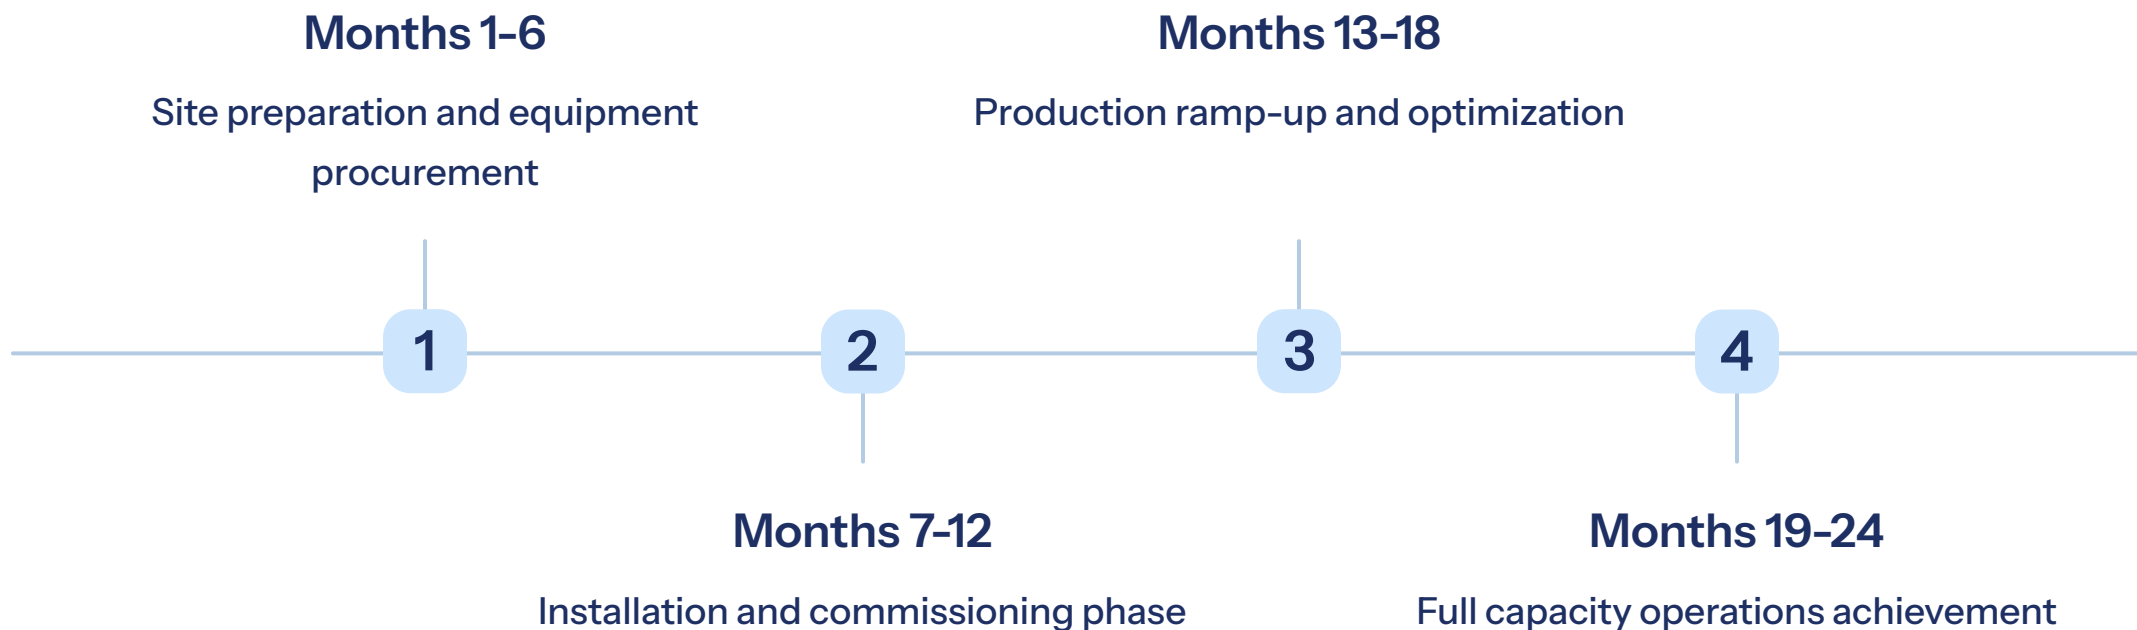 Months 1-6
Site preparation and equipment
procurement
1
2
Months 7-12
Installation and commissioning phase
Months 13-18
Production ramp-up and optimization
3
4
Months 19-24
Full capacity operations achievement